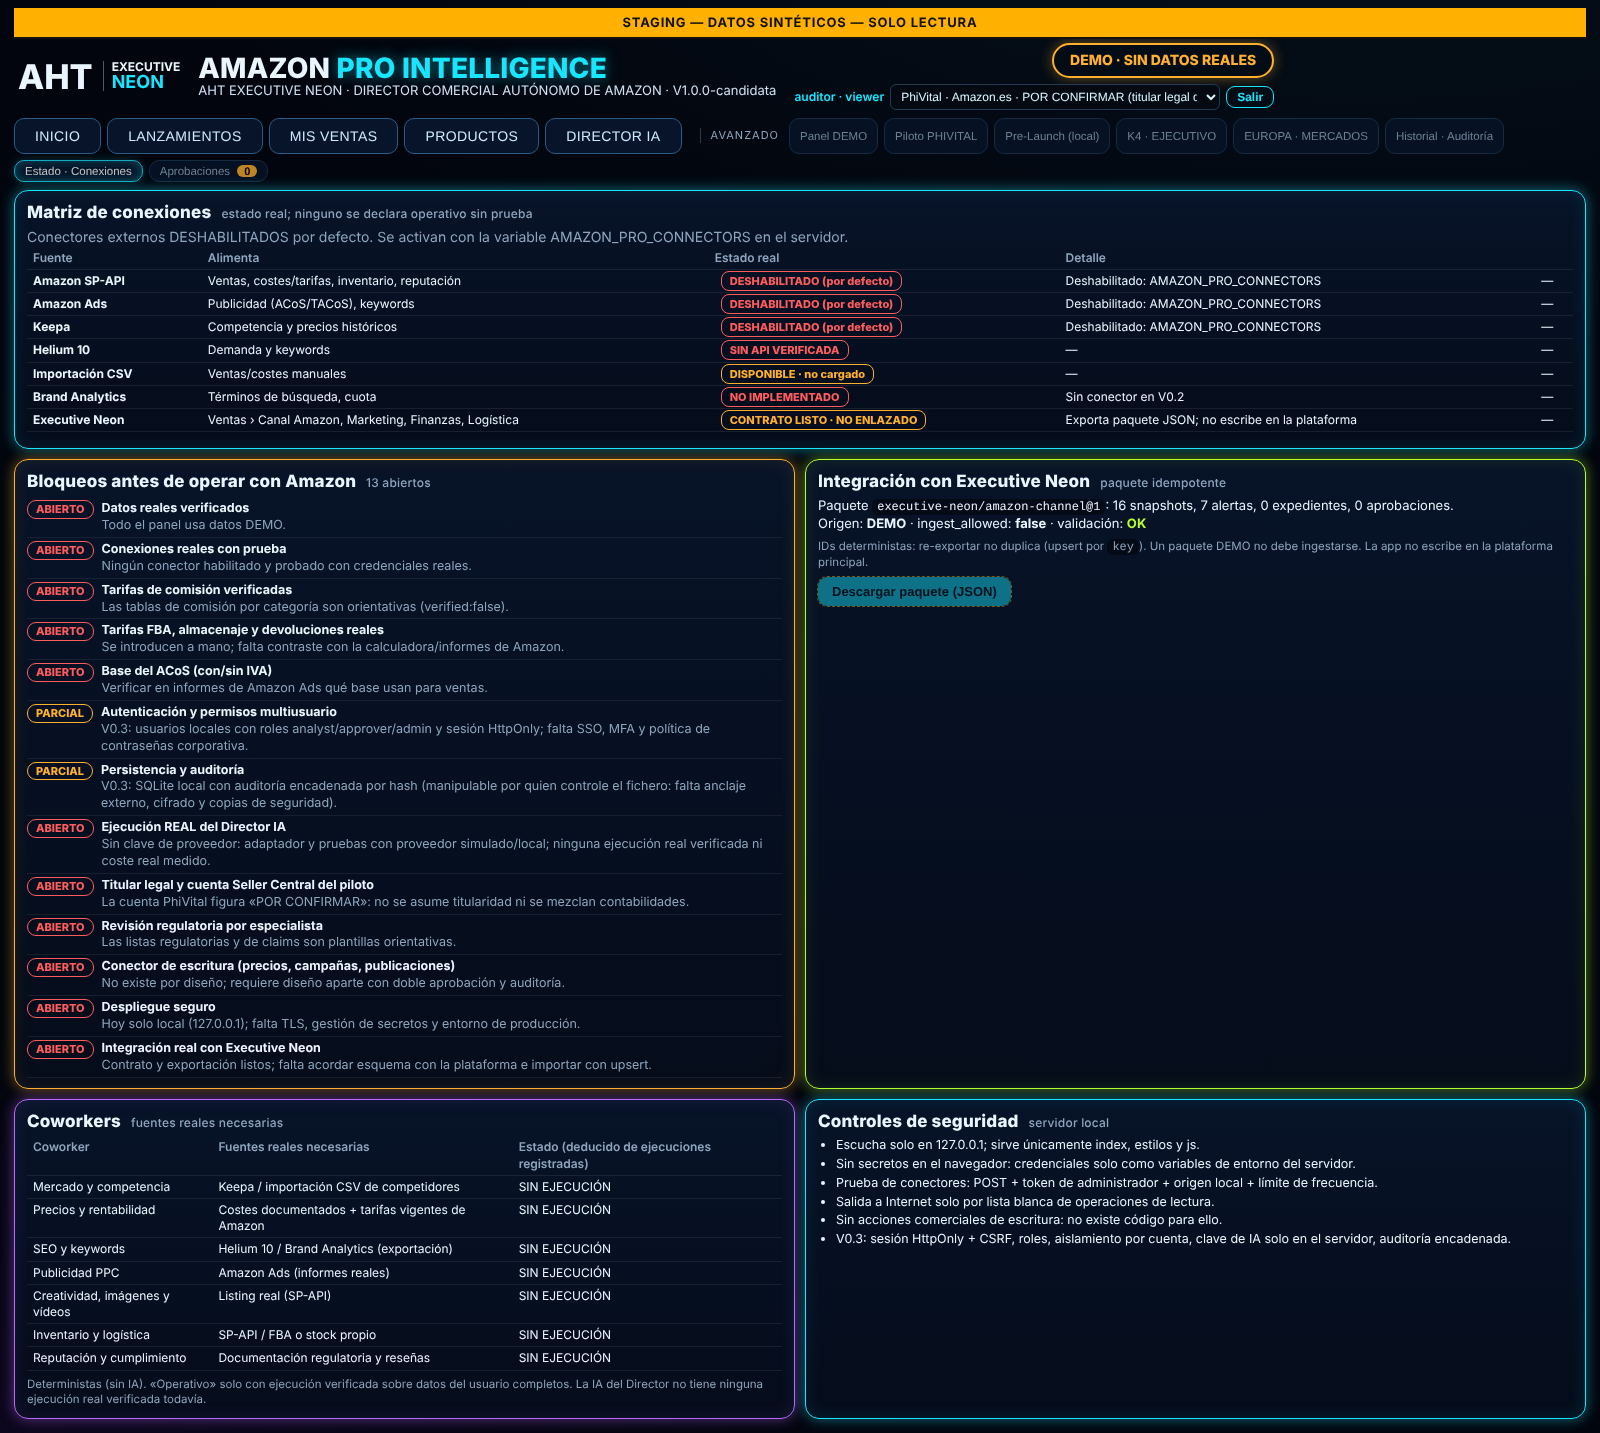 STAGING — DATOS SINTÉTICOS — SOLO LECTURA
AHT
EXECUTIVE
NEON
AMAZON PRO INTELLIGENCE
AHT EXECUTIVE NEON · DIRECTOR COMERCIAL AUTÓNOMO DE AMAZON · V1.0.0-candidata
DEMO · SIN DATOS REALES
auditor · viewer
PhiVital · Amazon.es · POR CONFIRMAR (titular legal
Salir
INICIO
LANZAMIENTOS
MIS VENTAS
PRODUCTOS
DIRECTOR IA
AVANZADO
Panel DEMO
Piloto PHIVITAL
Pre-Launch (local)
K4 · EJECUTIVO
EUROPA · MERCADOS
Historial · Auditoría
Estado · Conexiones
Aprobaciones 0
Matriz de conexiones estado real; ninguno se declara operativo sin prueba
Conectores externos DESHABILITADOS por defecto. Se activan con la variable AMAZON_PRO_CONNECTORS en el servidor.
Fuente Alimenta Estado real Detalle
Amazon SP-API Ventas, costes/tarifas, inventario, reputación DESHABILITADO (por defecto) Deshabilitado: AMAZON_PRO_CONNECTORS —
Amazon Ads Publicidad (ACoS/TACoS), keywords DESHABILITADO (por defecto) Deshabilitado: AMAZON_PRO_CONNECTORS —
Keepa Competencia y precios históricos DESHABILITADO (por defecto) Deshabilitado: AMAZON_PRO_CONNECTORS —
Helium 10 Demanda y keywords SIN API VERIFICADA — —
Importación CSV Ventas/costes manuales DISPONIBLE · no cargado — —
Brand Analytics Términos de búsqueda, cuota NO IMPLEMENTADO Sin conector en V0.2 —
Executive Neon Ventas › Canal Amazon, Marketing, Finanzas, Logística CONTRATO LISTO · NO ENLAZADO Exporta paquete JSON; no escribe en la plataforma —
Bloqueos antes de operar con Amazon 13 abiertos
ABIERTO Datos reales verificados
Todo el panel usa datos DEMO.
ABIERTO Conexiones reales con prueba
Ningún conector habilitado y probado con credenciales reales.
ABIERTO Tarifas de comisión verificadas
Las tablas de comisión por categoría son orientativas (verified:false).
ABIERTO Tarifas FBA, almacenaje y devoluciones reales
Se introducen a mano; falta contraste con la calculadora/informes de Amazon.
ABIERTO Base del ACoS (con/sin IVA)
Verificar en informes de Amazon Ads qué base usan para ventas.
PARCIAL Autenticación y permisos multiusuario
V0.3: usuarios locales con roles analyst/approver/admin y sesión HttpOnly; falta SSO, MFA y política de
contraseñas corporativa.
PARCIAL Persistencia y auditoría
V0.3: SQLite local con auditoría encadenada por hash (manipulable por quien controle el fichero: falta anclaje
externo, cifrado y copias de seguridad).
ABIERTO Ejecución REAL del Director IA
Sin clave de proveedor: adaptador y pruebas con proveedor simulado/local; ninguna ejecución real verificada ni
coste real medido.
ABIERTO Titular legal y cuenta Seller Central del piloto
La cuenta PhiVital figura «POR CONFIRMAR»: no se asume titularidad ni se mezclan contabilidades.
ABIERTO Revisión regulatoria por especialista
Las listas regulatorias y de claims son plantillas orientativas.
ABIERTO Conector de escritura (precios, campañas, publicaciones)
No existe por diseño; requiere diseño aparte con doble aprobación y auditoría.
ABIERTO Despliegue seguro
Hoy solo local (127.0.0.1); falta TLS, gestión de secretos y entorno de producción.
ABIERTO Integración real con Executive Neon
Contrato y exportación listos; falta acordar esquema con la plataforma e importar con upsert.
Integración con Executive Neon paquete idempotente
Paquete executive-neon/amazon-channel@1 : 16 snapshots, 7 alertas, 0 expedientes, 0 aprobaciones.
Origen: DEMO · ingest_allowed: false · validación: OK
IDs deterministas: re-exportar no duplica (upsert por key ). Un paquete DEMO no debe ingestarse. La app no escribe en la plataforma
principal.
Descargar paquete (JSON)
Coworkers fuentes reales necesarias
Coworker Fuentes reales necesarias Estado (deducido de ejecuciones
registradas)
Mercado y competencia Keepa / importación CSV de competidores SIN EJECUCIÓN
Precios y rentabilidad Costes documentados + tarifas vigentes de SIN EJECUCIÓN
Amazon
SEO y keywords Helium 10 / Brand Analytics (exportación) SIN EJECUCIÓN
Publicidad PPC Amazon Ads (informes reales) SIN EJECUCIÓN
Creatividad, imágenes y Listing real (SP-API) SIN EJECUCIÓN
vídeos
Inventario y logística SP-API / FBA o stock propio SIN EJECUCIÓN
Reputación y cumplimiento Documentación regulatoria y reseñas SIN EJECUCIÓN
Deterministas (sin IA). «Operativo» solo con ejecución verificada sobre datos del usuario completos. La IA del Director no tiene ninguna
ejecución real verificada todavía.
Controles de seguridad servidor local
• Escucha solo en 127.0.0.1; sirve únicamente index, estilos y js.
• Sin secretos en el navegador: credenciales solo como variables de entorno del servidor.
• Prueba de conectores: POST + token de administrador + origen local + límite de frecuencia.
• Salida a Internet solo por lista blanca de operaciones de lectura.
• Sin acciones comerciales de escritura: no existe código para ello.
• V0.3: sesión HttpOnly + CSRF, roles, aislamiento por cuenta, clave de IA solo en el servidor, auditoría encadenada.